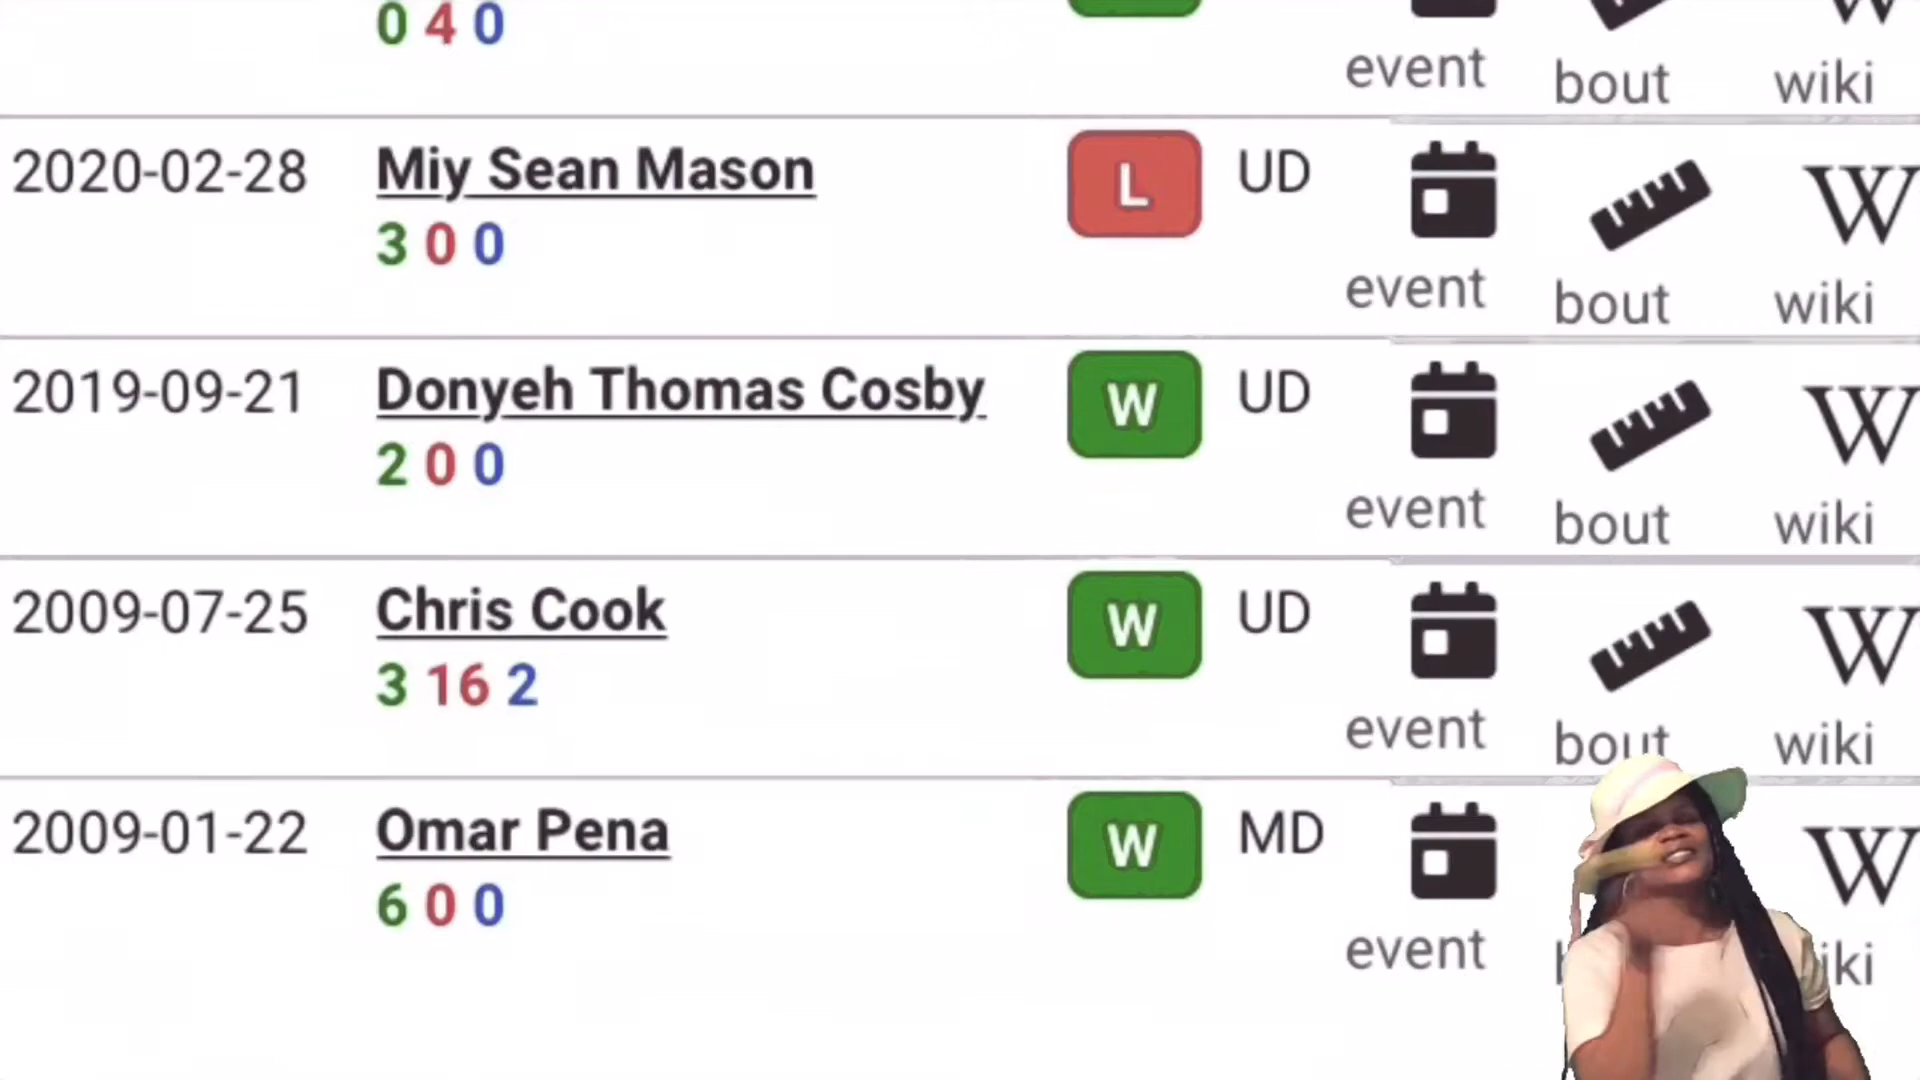 0 4 0
event bout wiki
2020-02-28 Miy Sean Mason L UD W
3 0 0
event bout wiki
2019-09-21 Donyeh Thomas Cosby W UD W
2 0 0
event bout wiki
2009-07-25 Chris Cook W UD W
3 16 2
event bout wiki
2009-01-22 Omar Pena W MD W
6 0 0
event